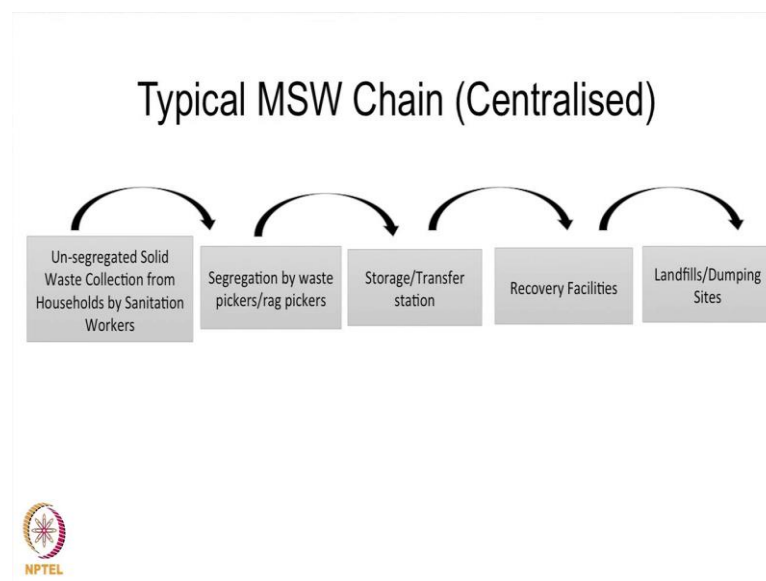 Typical MSW Chain (Centralised)
Un-segregated Solid
Waste Collection from
Households by Sanitation
Workers
Segregation by waste
pickers/rag pickers
Storage/Transfer
station
Recovery Facilities
Landfills/Dumping
Sites
NPTEL